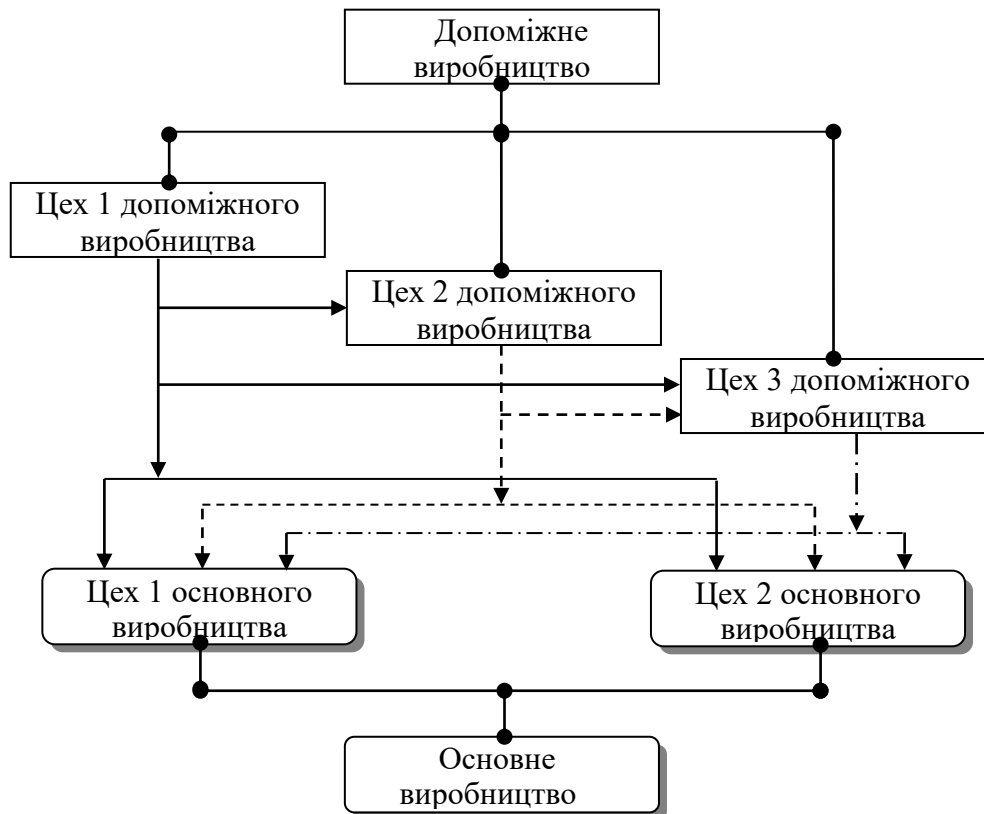 Допоміжне
виробництво
Цех 1 допоміжного
виробництва
Цех 2 допоміжного
виробництва
Цех 3 допоміжного
виробництва
Цех 1 основного
виробництва
Цех 2 основного
виробництва
Основне
виробництво